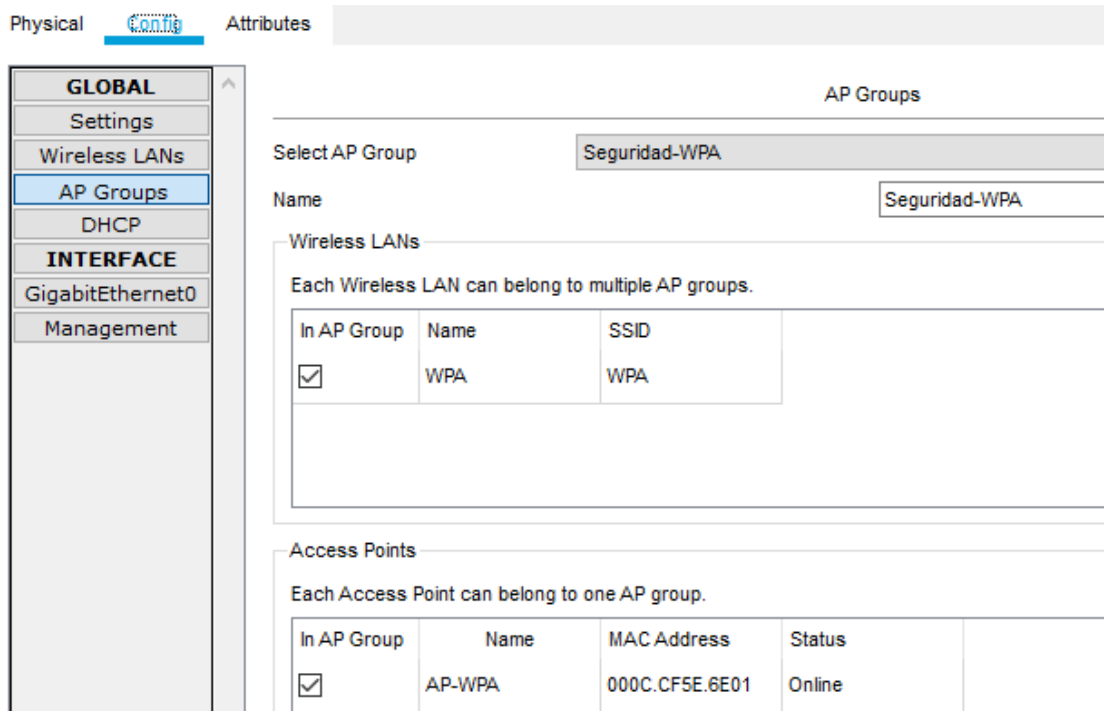 Physical Config Attributes
GLOBAL
Settings
Wireless LANs
AP Groups
DHCP
INTERFACE
GigabitEthernet0
Management
AP Groups
Select AP Group Seguridad-WPA
Name Seguridad-WPA
Wireless LANs
Each Wireless LAN can belong to multiple AP groups.
In AP Group Name SSID
WPA WPA
Access Points
Each Access Point can belong to one AP group.
In AP Group Name MAC Address Status
AP-WPA 000C.CF5E.6E01 Online